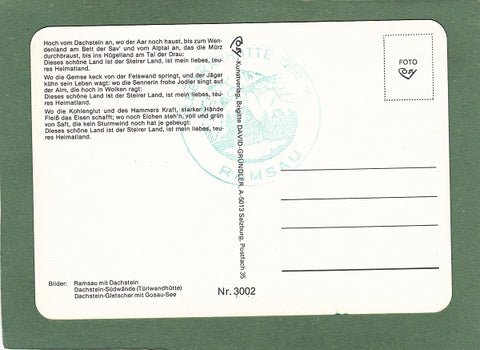 Hoch vom Dachstein an, wo der Aar noch haust, bis zum Wen-
denland am Bett der Sav' und vom Alptal an, das die Mürz
durchbraust, bis ins Hügelland am Tal der Drau:
Dieses schöne Land ist der Steirer Land, ist mein liebes, teu-
res Heimatland.
Wo die Gemse keck von der Felswand springt, und der Jäger
kühn sein Leben wagt; wo die Sennerin frohe Jodler singt auf
der Alm, die hoch in Wolken ragt:
Dieses schöne Land ist der Steirer Land, ist mein liebes, teu-
res Heimatland.
Wo die Kohlenglut und des Hammers Kraft, starker Hände
Fleiß das Eisen schafft; wo noch Eichen steh'n, voll und grün
von Saft, die kein Sturmwind noch hat je gebeugt:
Dieses schöne Land ist der Steirer Land, ist mein liebes, teu-
res Heimatland.
Bilder: Ramsau mit Dachstein
Dachstein-Südwände (Türlwandhütte)
Dachstein-Gletscher mit Gosau-See
-Kunstverlag, Brigitte DAVID-GRÜNDLER, A-5013 Salzburg, Postfach 35
Nr. 3002
RAMSAU
FOTO